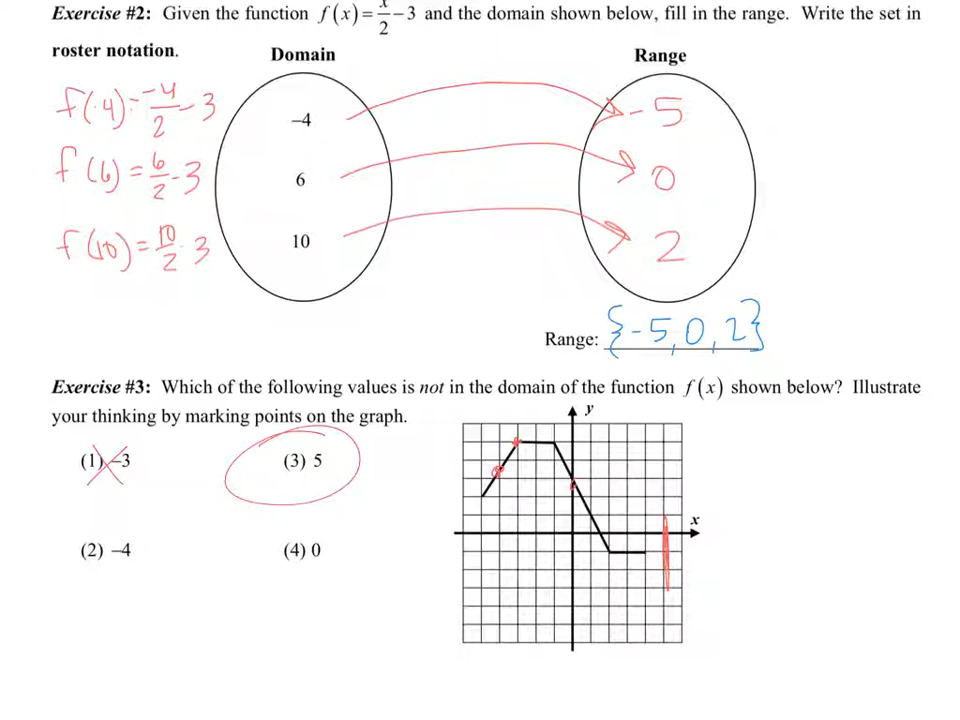 Exercise #2: Given the function f(x)=x/2−3 and the domain shown below, fill in the range. Write the set in
roster notation.
Domain
Range
f(-4)=-4/2-3
-4
-5
f(6)=6/2-3
6
0
f(10)=10/2-3
10
2
Range: {-5,0,2}
Exercise #3: Which of the following values is not in the domain of the function f(x) shown below? Illustrate
your thinking by marking points on the graph.
y
(1) –3
(3) 5
x
(2) –4
(4) 0